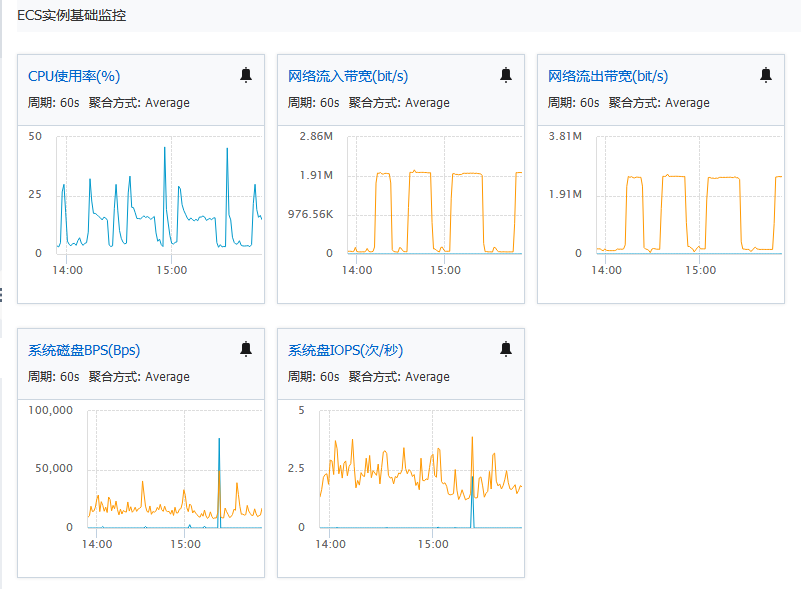 ECS实例基础监控
CPU使用率(%)
周期: 60s 聚合方式: Average
50
25
0
14:00 15:00
网络流入带宽(bit/s)
周期: 60s 聚合方式: Average
2.86M
1.91M
976.56K
0
14:00 15:00
网络流出带宽(bit/s)
周期: 60s 聚合方式: Average
3.81M
1.91M
0
14:00 15:00
系统磁盘BPS(Bps)
周期: 60s 聚合方式: Average
100,000
50,000
0
14:00 15:00
系统盘IOPS(次/秒)
周期: 60s 聚合方式: Average
5
2.5
0
14:00 15:00